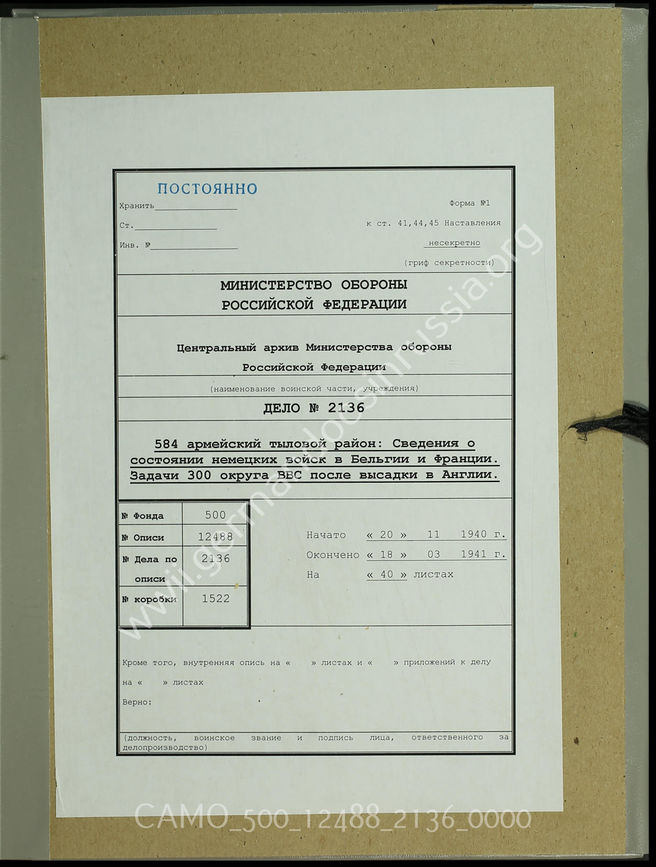 ПОСТОЯННО
Хранить
Форма №1
Ст.
к ст. 41,44,45 Наставления
Инв. №
несекретно
(гриф секретности)
МИНИСТЕРСТВО ОБОРОНЫ
РОССИЙСКОЙ ФЕДЕРАЦИИ
Центральный архив Министерства обороны
Российской Федерации
(наименование воинской части, учреждения)
ДЕЛО № 2136
584 армейский тыловой район: Сведения о
состоянии немецких войск в Бельгии и Франции.
Задачи 300 округа ВВС после высадки в Англии.
№ Фонда 500
№ Описи 12488
№ Дела по описи 2136
№ коробки 1522
Начато « 20 » 11 1940 г.
Окончено « 18 » 03 1941 г.
На « 40 » листах
Кроме того, внутренняя опись на « » листах и « » приложений к делу
на « » листах
Верно:
(должность, воинское звание и подпись лица, ответственного за
делопроизводство)
wwii.germandocsinrussia.org
CAMO_500_12488_2136_0000